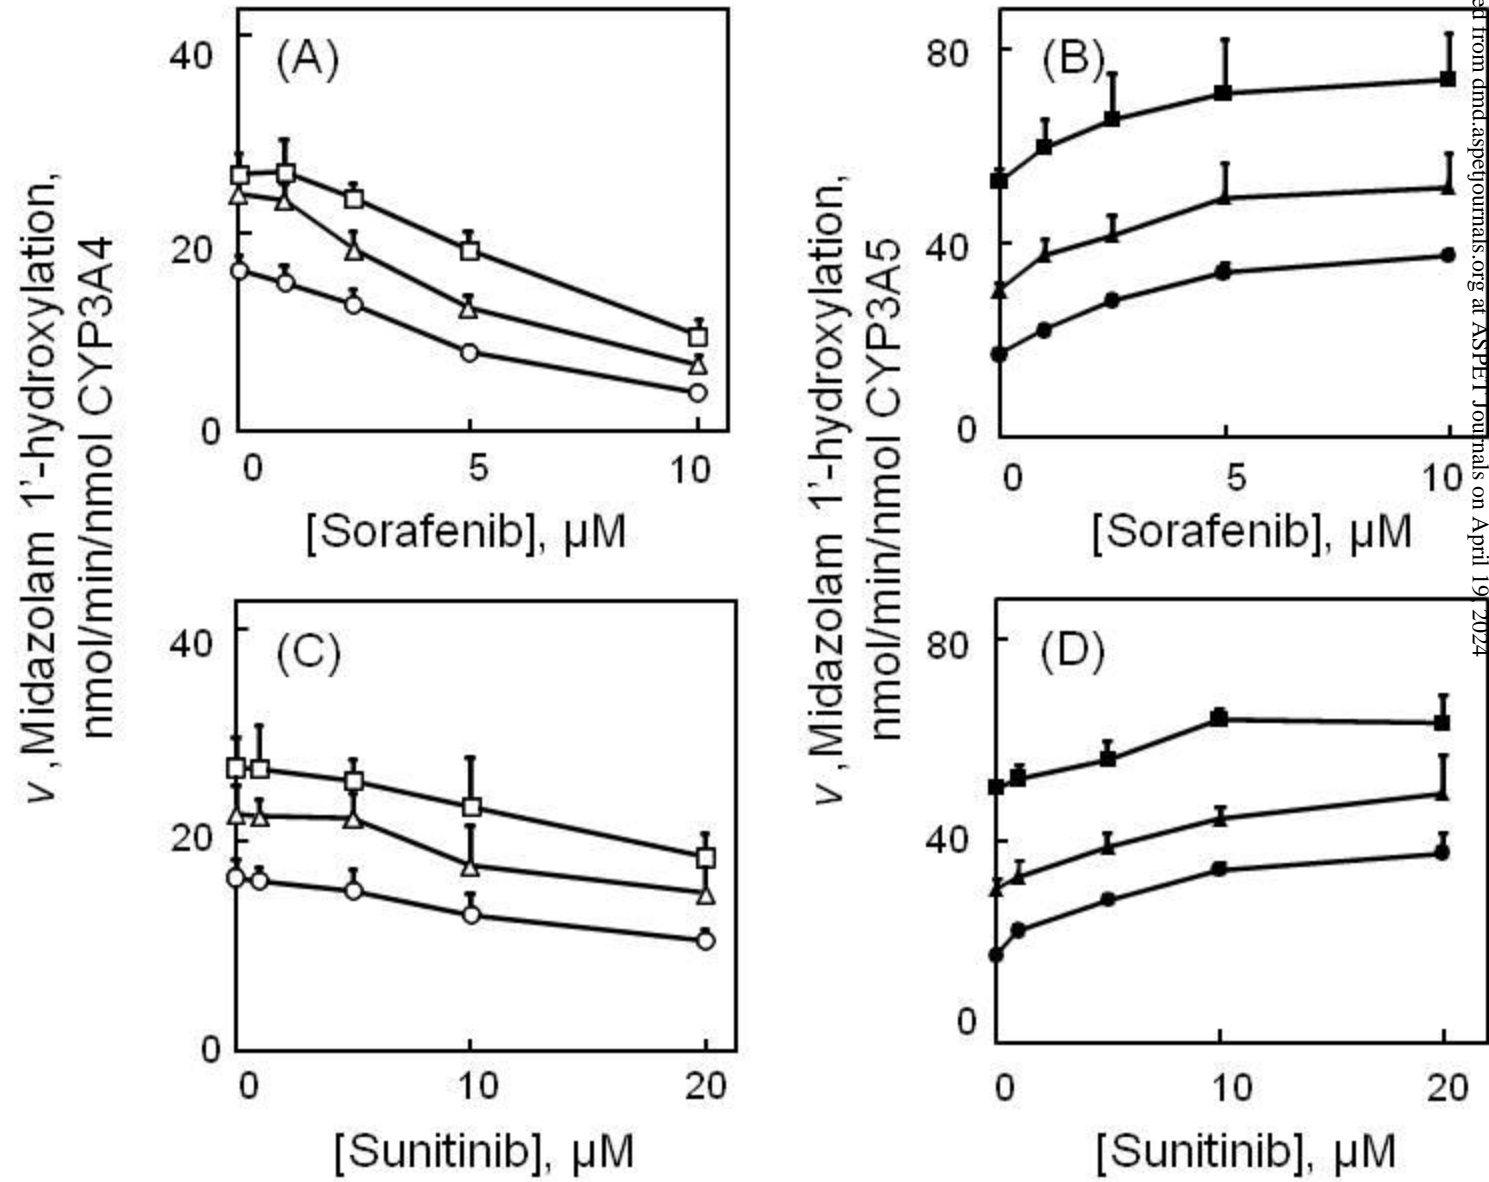 v ,Midazolam 1’-hydroxylation,
nmol/min/nmol CYP3A4
(A)
40
20
0
0 5 10
[Sorafenib], µM
v ,Midazolam 1’-hydroxylation,
nmol/min/nmol CYP3A5
(B)
80
40
0
0 5 10
[Sorafenib], µM
(C)
40
20
0
0 10 20
[Sunitinib], µM
(D)
80
40
0
0 10 20
[Sunitinib], µM
ed from dmd.aspetjournals.org at ASPET Journals on April 19, 2024